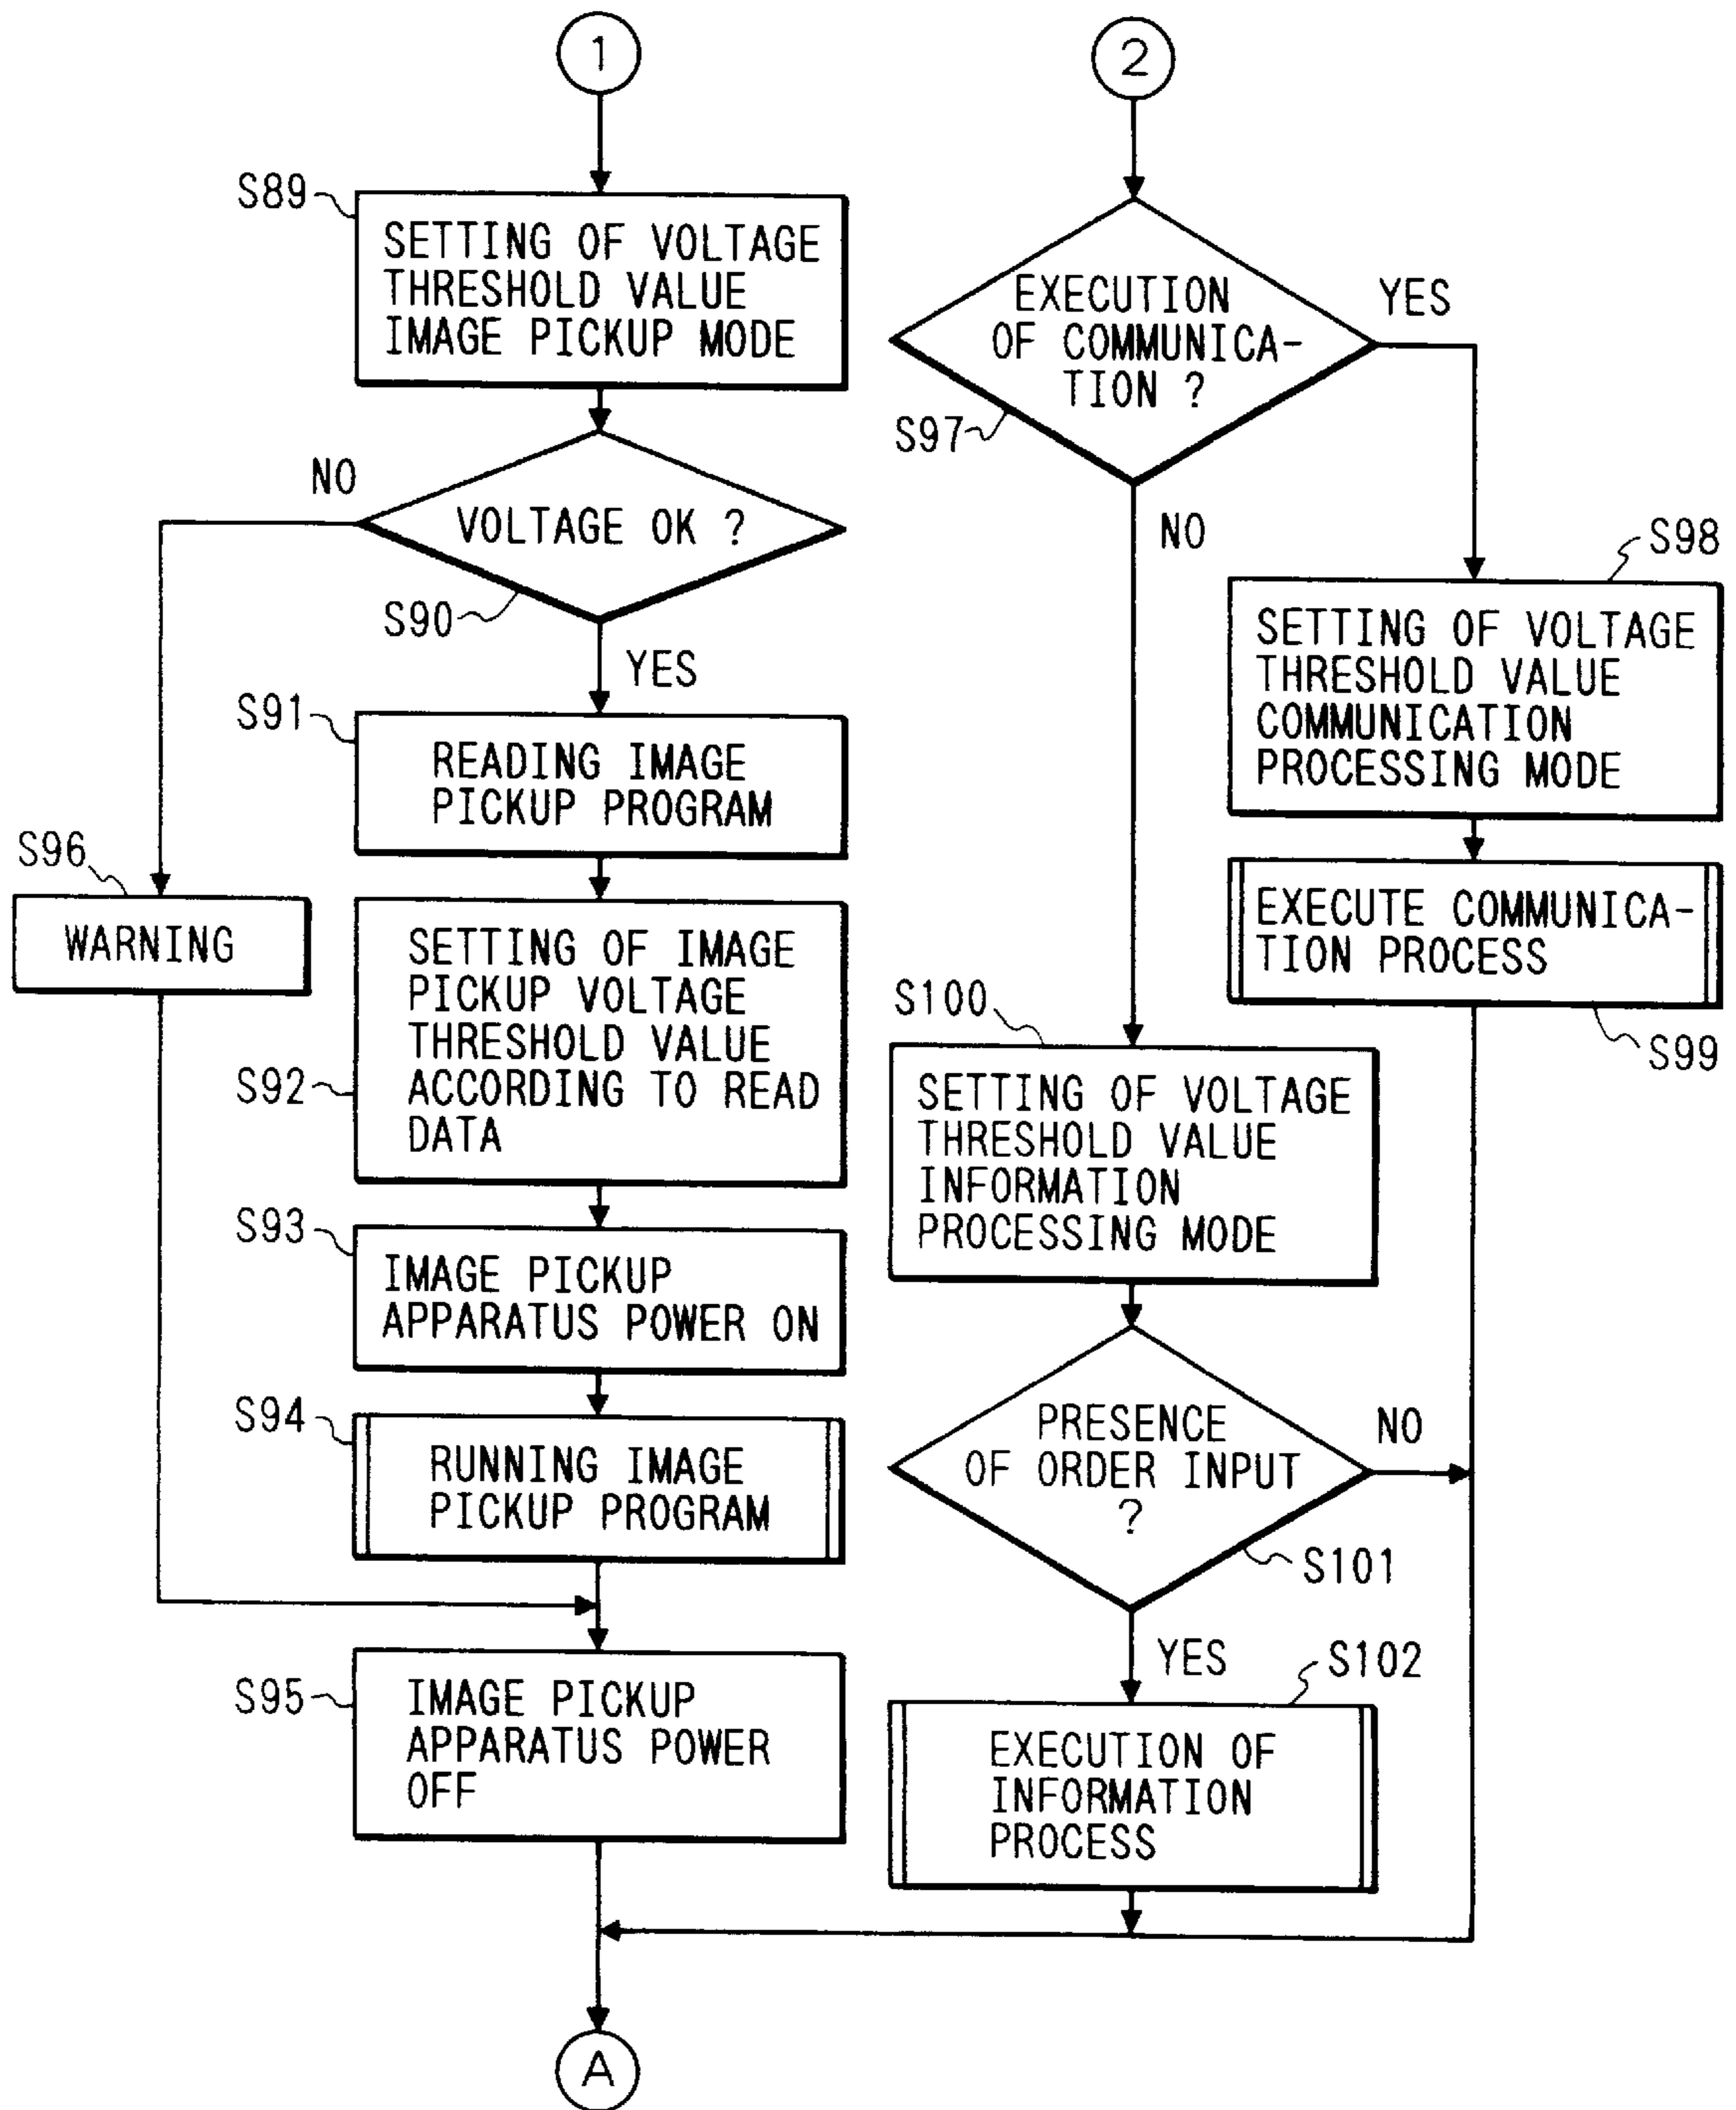 1
S89
SETTING OF VOLTAGE
THRESHOLD VALUE
IMAGE PICKUP MODE
NO
VOLTAGE OK ?
S90
YES
S91
READING IMAGE
PICKUP PROGRAM
S96
WARNING
SETTING OF IMAGE
PICKUP VOLTAGE
THRESHOLD VALUE
ACCORDING TO READ
DATA
S92
S93
IMAGE PICKUP
APPARATUS POWER ON
S94
RUNNING IMAGE
PICKUP PROGRAM
S95
IMAGE PICKUP
APPARATUS POWER
OFF
2
EXECUTION
OF COMMUNICA-
TION ?
YES
S97
NO
S98
SETTING OF VOLTAGE
THRESHOLD VALUE
COMMUNICATION
PROCESSING MODE
EXECUTE COMMUNICA-
TION PROCESS
S99
S100
SETTING OF VOLTAGE
THRESHOLD VALUE
INFORMATION
PROCESSING MODE
PRESENCE
OF ORDER INPUT
?
NO
S101
YES
S102
EXECUTION OF
INFORMATION
PROCESS
A